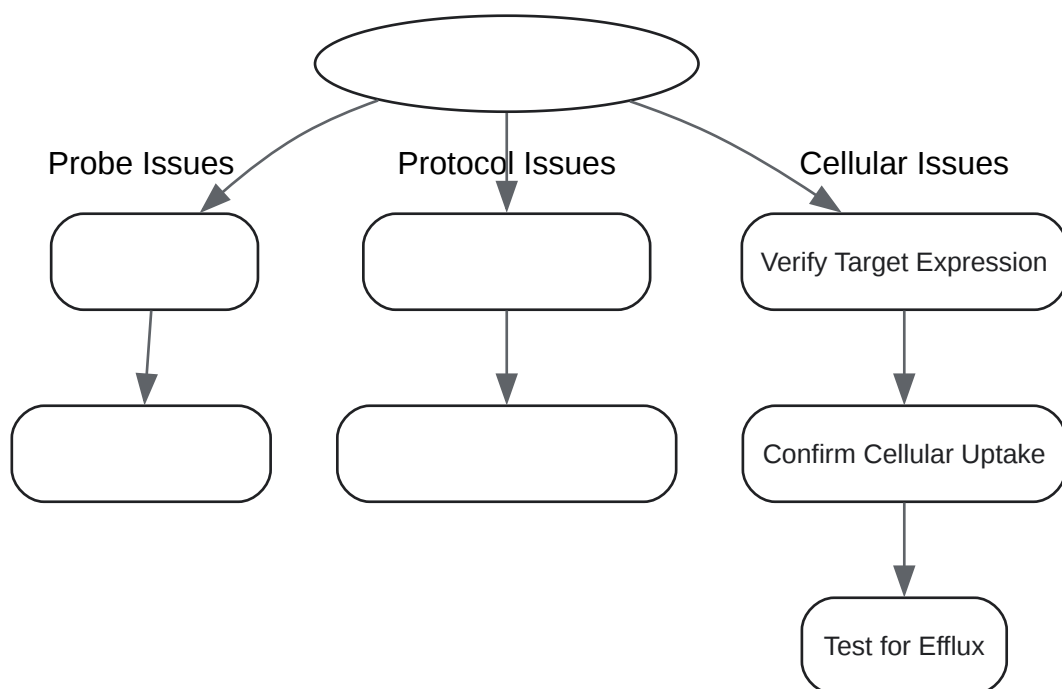 Probe Issues
Protocol Issues
Cellular Issues
Verify Target Expression
Confirm Cellular Uptake
Test for Efflux